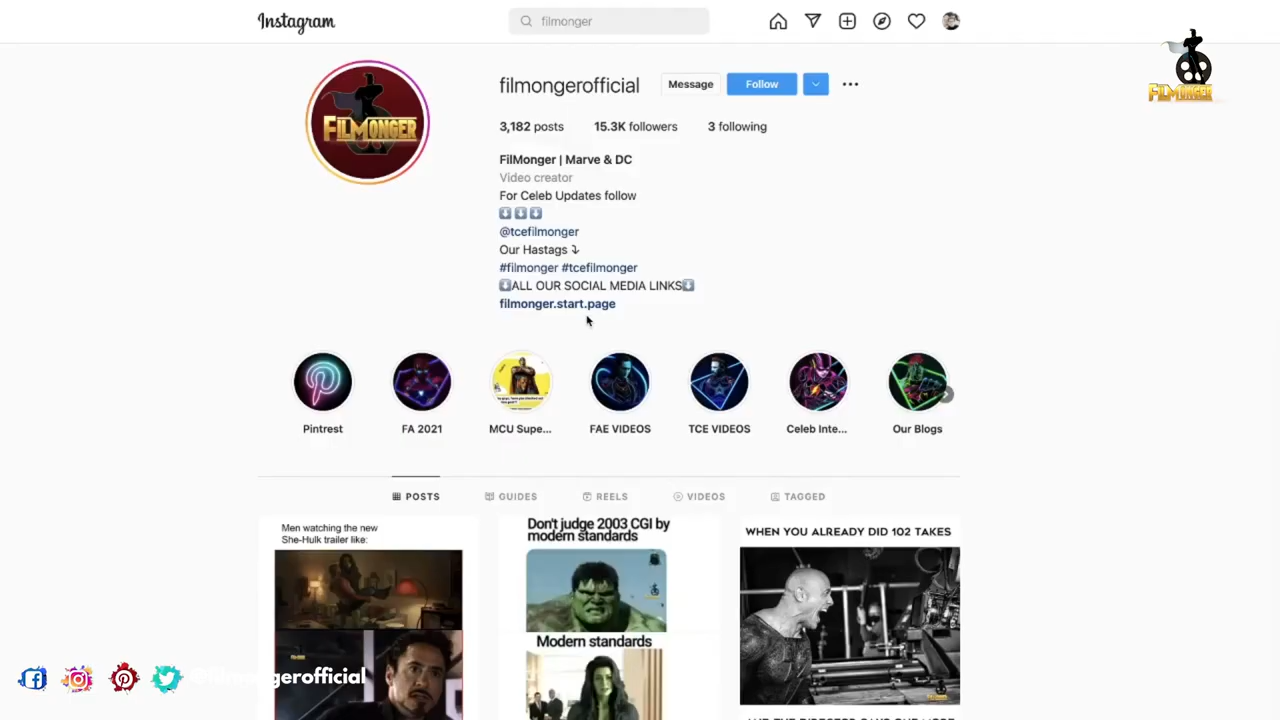 Instagram
filmonger
FILMONGER
FILMONGER
filmongerofficial
Message
Follow
3,182 posts 15.3K followers 3 following
FilMonger | Marve & DC
Video creator
For Celeb Updates follow
⬇️⬇️⬇️
@tcefilmonger
Our Hastags ⤵
#filmonger #tcefilmonger
⬇️ALL OUR SOCIAL MEDIA LINKS⬇️
filmonger.start.page
Pintrest
FA 2021
MCU Supe...
FAE VIDEOS
TCE VIDEOS
Celeb Inte...
Our Blogs
POSTS
GUIDES
REELS
VIDEOS
TAGGED
Men watching the new
She-Hulk trailer like:
Don't judge 2003 CGI by
modern standards
Modern standards
WHEN YOU ALREADY DID 102 TAKES
@filmongerofficial